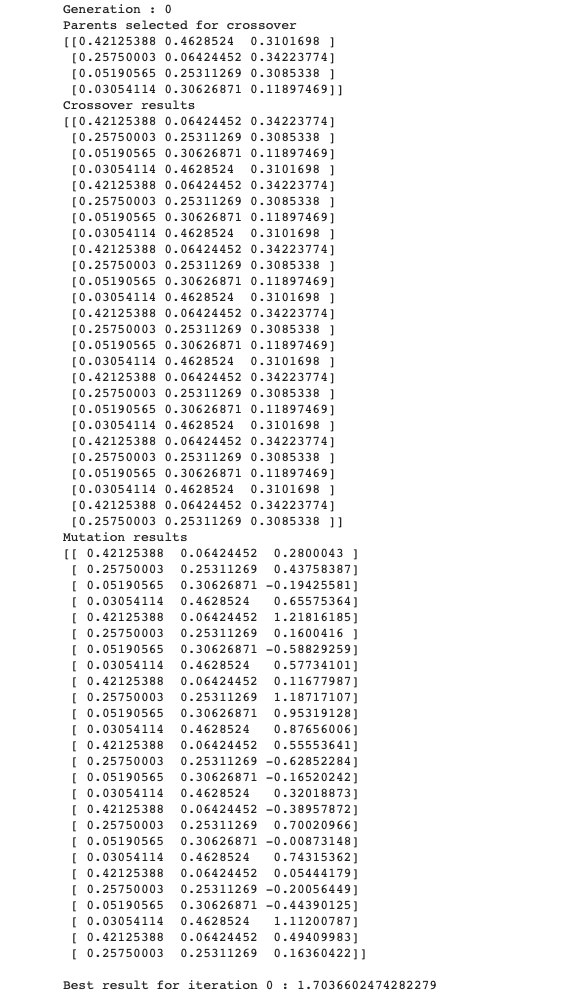 Generation : 0
Parents selected for crossover
[[0.42125388 0.4628524  0.3101698 ]
 [0.25750003 0.06424452 0.34223774]
 [0.05190565 0.25311269 0.3085338 ]
 [0.03054114 0.30626871 0.11897469]]
Crossover results
[[0.42125388 0.06424452 0.34223774]
 [0.25750003 0.25311269 0.3085338 ]
 [0.05190565 0.30626871 0.11897469]
 [0.03054114 0.4628524  0.3101698 ]
 [0.42125388 0.06424452 0.34223774]
 [0.25750003 0.25311269 0.3085338 ]
 [0.05190565 0.30626871 0.11897469]
 [0.03054114 0.4628524  0.3101698 ]
 [0.42125388 0.06424452 0.34223774]
 [0.25750003 0.25311269 0.3085338 ]
 [0.05190565 0.30626871 0.11897469]
 [0.03054114 0.4628524  0.3101698 ]
 [0.42125388 0.06424452 0.34223774]
 [0.25750003 0.25311269 0.3085338 ]
 [0.05190565 0.30626871 0.11897469]
 [0.03054114 0.4628524  0.3101698 ]
 [0.42125388 0.06424452 0.34223774]
 [0.25750003 0.25311269 0.3085338 ]
 [0.05190565 0.30626871 0.11897469]
 [0.03054114 0.4628524  0.3101698 ]
 [0.42125388 0.06424452 0.34223774]
 [0.25750003 0.25311269 0.3085338 ]
 [0.05190565 0.30626871 0.11897469]
 [0.03054114 0.4628524  0.3101698 ]
 [0.42125388 0.06424452 0.34223774]
 [0.25750003 0.25311269 0.3085338 ]]
Mutation results
[[ 0.42125388  0.06424452  0.2800043 ]
 [ 0.25750003  0.25311269  0.43758387]
 [ 0.05190565  0.30626871 -0.19425581]
 [ 0.03054114  0.4628524   0.65575364]
 [ 0.42125388  0.06424452  1.21816185]
 [ 0.25750003  0.25311269  0.1600416 ]
 [ 0.05190565  0.30626871 -0.58829259]
 [ 0.03054114  0.4628524   0.57734101]
 [ 0.42125388  0.06424452  0.11677987]
 [ 0.25750003  0.25311269  1.18717107]
 [ 0.05190565  0.30626871  0.95319128]
 [ 0.03054114  0.4628524   0.87656006]
 [ 0.42125388  0.06424452  0.55553641]
 [ 0.25750003  0.25311269 -0.62852284]
 [ 0.05190565  0.30626871 -0.16520242]
 [ 0.03054114  0.4628524   0.32018873]
 [ 0.42125388  0.06424452 -0.38957872]
 [ 0.25750003  0.25311269  0.70020966]
 [ 0.05190565  0.30626871 -0.00873148]
 [ 0.03054114  0.4628524   0.74315362]
 [ 0.42125388  0.06424452  0.05444179]
 [ 0.25750003  0.25311269 -0.20056449]
 [ 0.05190565  0.30626871 -0.44390125]
 [ 0.03054114  0.4628524   1.11200787]
 [ 0.42125388  0.06424452  0.49409983]
 [ 0.25750003  0.25311269  0.16360422]]
Best result for iteration 0 : 1.7036602474282279